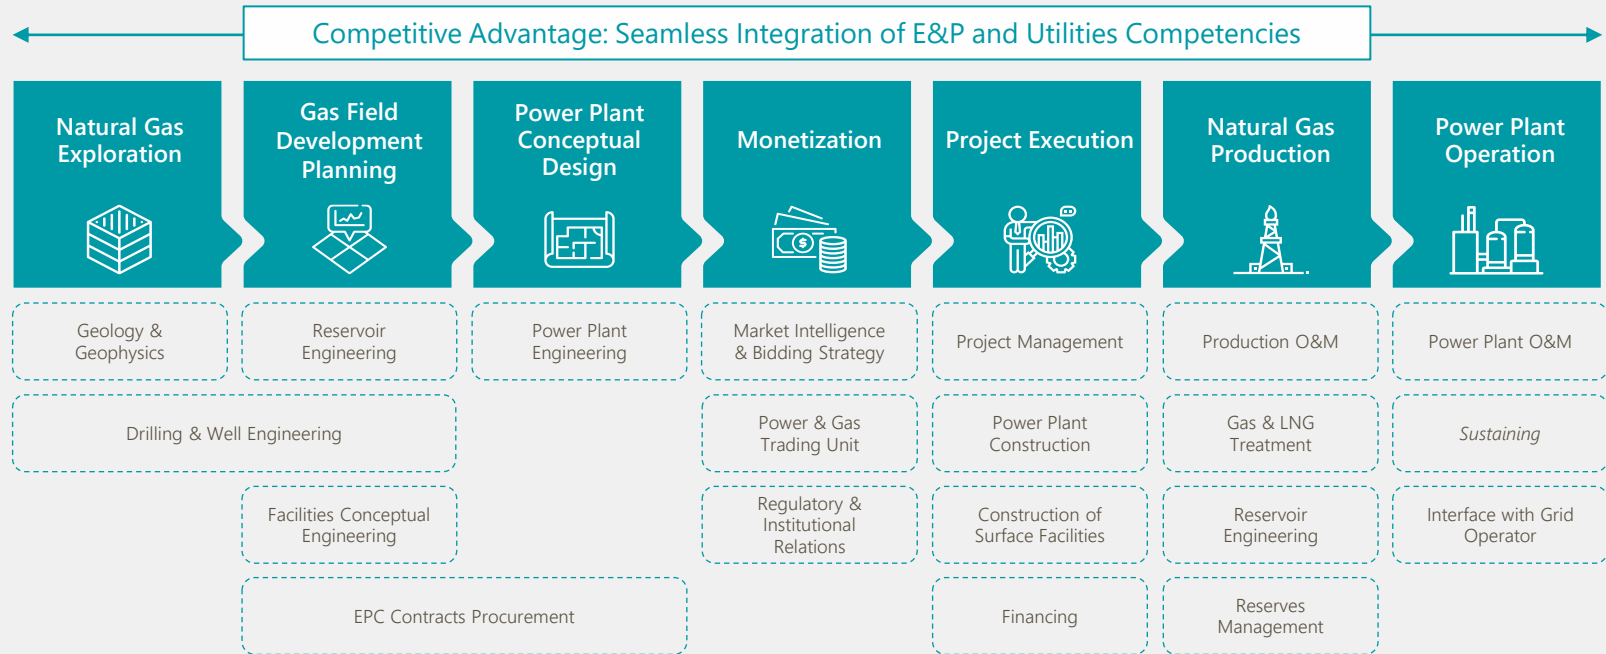 Competitive Advantage: Seamless Integration of E&P and Utilities Competencies
Natural Gas
Exploration
Gas Field
Development
Planning
Power Plant
Conceptual
Design
Monetization
Project Execution
Natural Gas
Production
Power Plant
Operation
Geology &
Geophysics
Reservoir
Engineering
Power Plant
Engineering
Market Intelligence
& Bidding Strategy
Project Management
Production O&M
Power Plant O&M
Drilling & Well Engineering
Power & Gas
Trading Unit
Power Plant
Construction
Gas & LNG
Treatment
Sustaining
Facilities Conceptual
Engineering
Regulatory &
Institutional
Relations
Construction of
Surface Facilities
Reservoir
Engineering
Interface with Grid
Operator
EPC Contracts Procurement
Financing
Reserves
Management